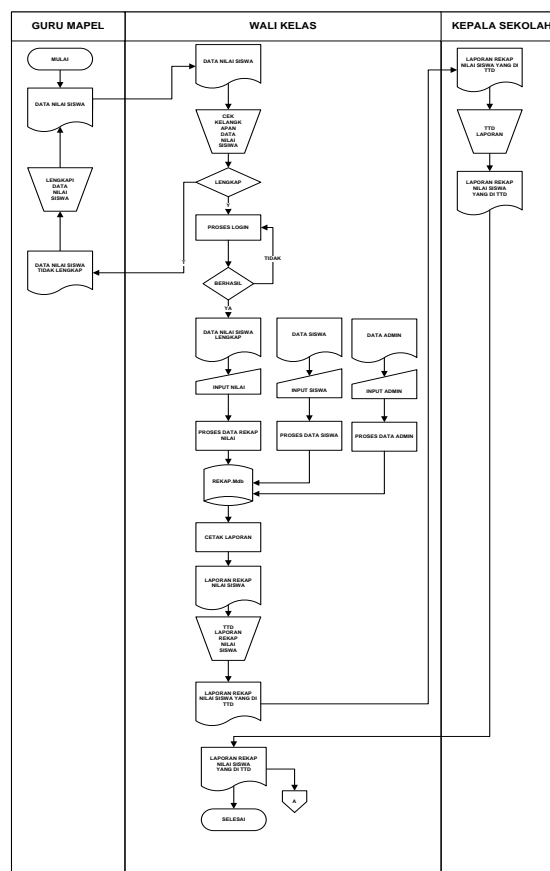 GURU MAPEL
WALI KELAS
KEPALA SEKOLAH
MULAI
DATA NILAI SISWA
LENGKAPI
DATA
NILAI
SISWA
DATA NILAI SISWA
TIDAK LENGKAP
DATA NILAI SISWA
CEK
KELANGK
APAN
DATA
NILAI
SISIWA
LENGKAP
Y
T
PROSES LOGIN
TIDAK
BERHASIL
YA
DATA NILAI SISWA
LENGKAP
DATA SISWA
DATA ADMIN
INPUT NILAI
INPUT SISWA
INPUT ADMIN
PROSES DATA REKAP
NILAI
PROSES DATA SISWA
PROSES DATA ADMIN
REKAP.Mdb
CETAK LAPORAN
LAPORAN REKAP
NILAI SISWA
TTD
LAPORAN
REKAP
NILAI
SISWA
LAPORAN REKAP
NILAI SISWA YANG DI
TTD
LAPORAN REKAP
NILAI SISWA
YANG DI TTD
A
SELESAI
LAPORAN REKAP
NILAI SISWA YANG DI
TTD
TTD
LAPORAN
LAPORAN REKAP
NILAI SISWA
YANG DI TTD